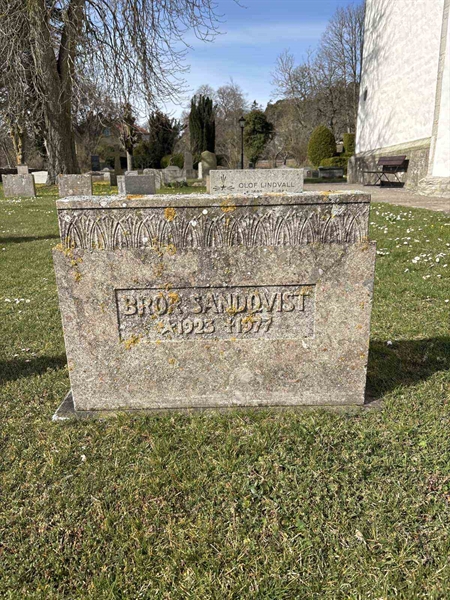 OLOF LINDVALL
BROR SANDQVIST
☆1923 †1977